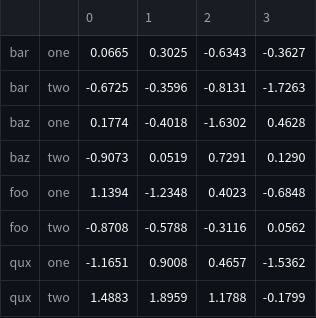 0 1 2 3
bar one 0.0665 0.3025 -0.6343 -0.3627
bar two -0.6725 -0.3596 -0.8131 -1.7263
baz one 0.1774 -0.4018 -1.6302 0.4628
baz two -0.9073 0.0519 0.7291 0.1290
foo one 1.1394 -1.2348 0.4023 -0.6848
foo two -0.8708 -0.5788 -0.3116 0.0562
qux one -1.1651 0.9008 0.4657 -1.5362
qux two 1.4883 1.8959 1.1788 -0.1799